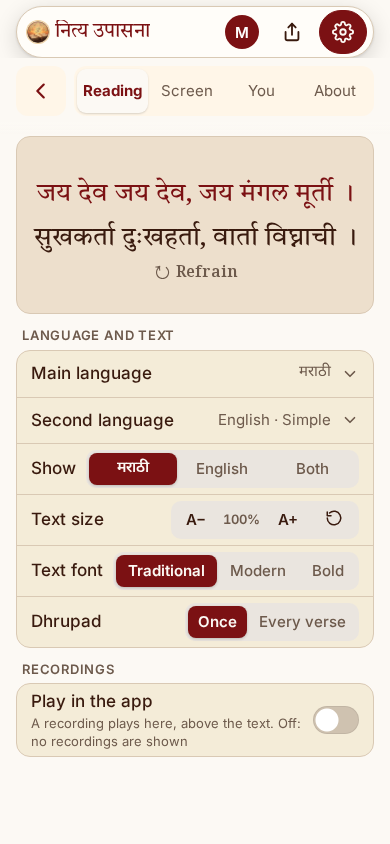 नित्य उपासना
M
Reading Screen You About
जय देव जय देव, जय मंगल मूर्ती ।
सुखकर्ता दुःखहर्ता, वार्ता विघ्नाची ।
Refrain
LANGUAGE AND TEXT
Main language मराठी
Second language English · Simple
Show मराठी English Both
Text size A− 100% A+
Text font Traditional Modern Bold
Dhrupad Once Every verse
RECORDINGS
Play in the app
A recording plays here, above the text. Off:
no recordings are shown